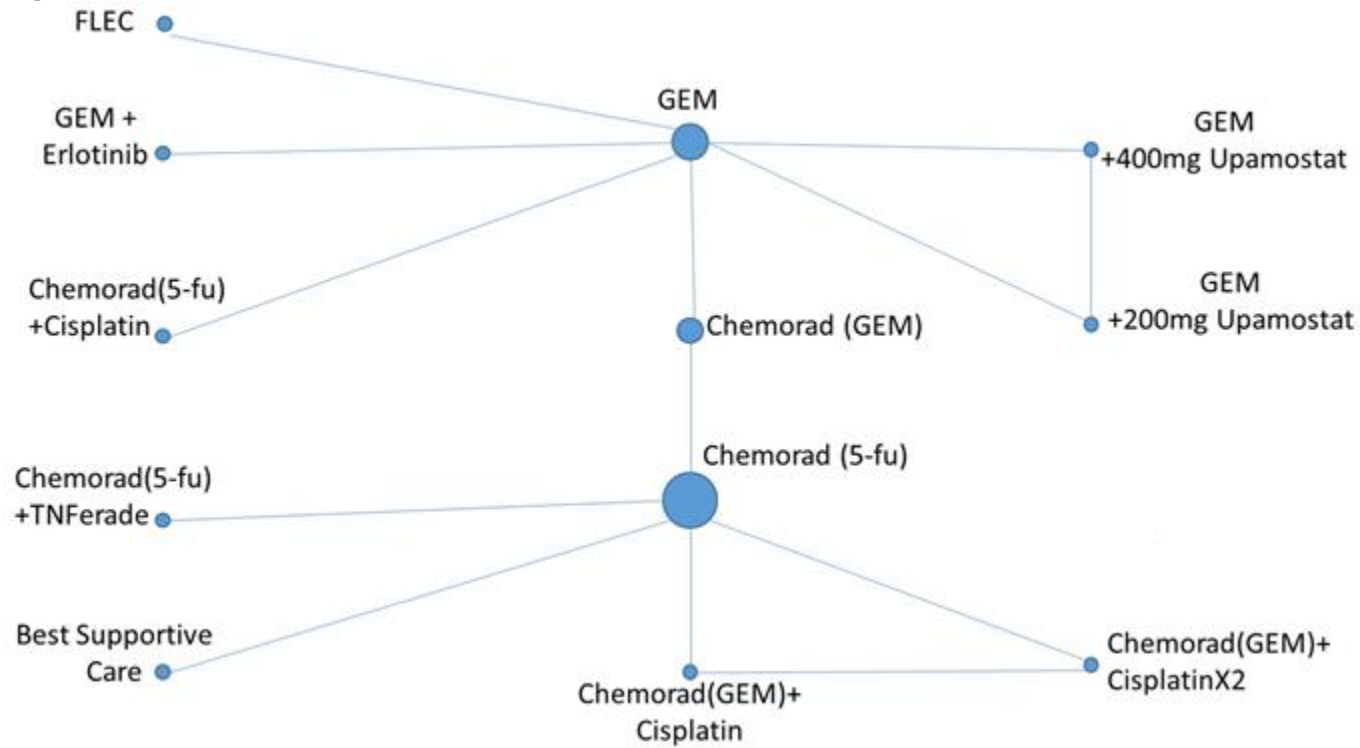 FLEC
GEM
GEM +
Erlotinib
GEM
+400mg Upamostat
Chemorad(5-fu)
+Cisplatin
GEM
+200mg Upamostat
Chemorad (GEM)
Chemorad (5-fu)
Chemorad(5-fu)
+TNFerade
Best Supportive
Care
Chemorad(GEM)+
Cisplatin
Chemorad(GEM)+
CisplatinX2